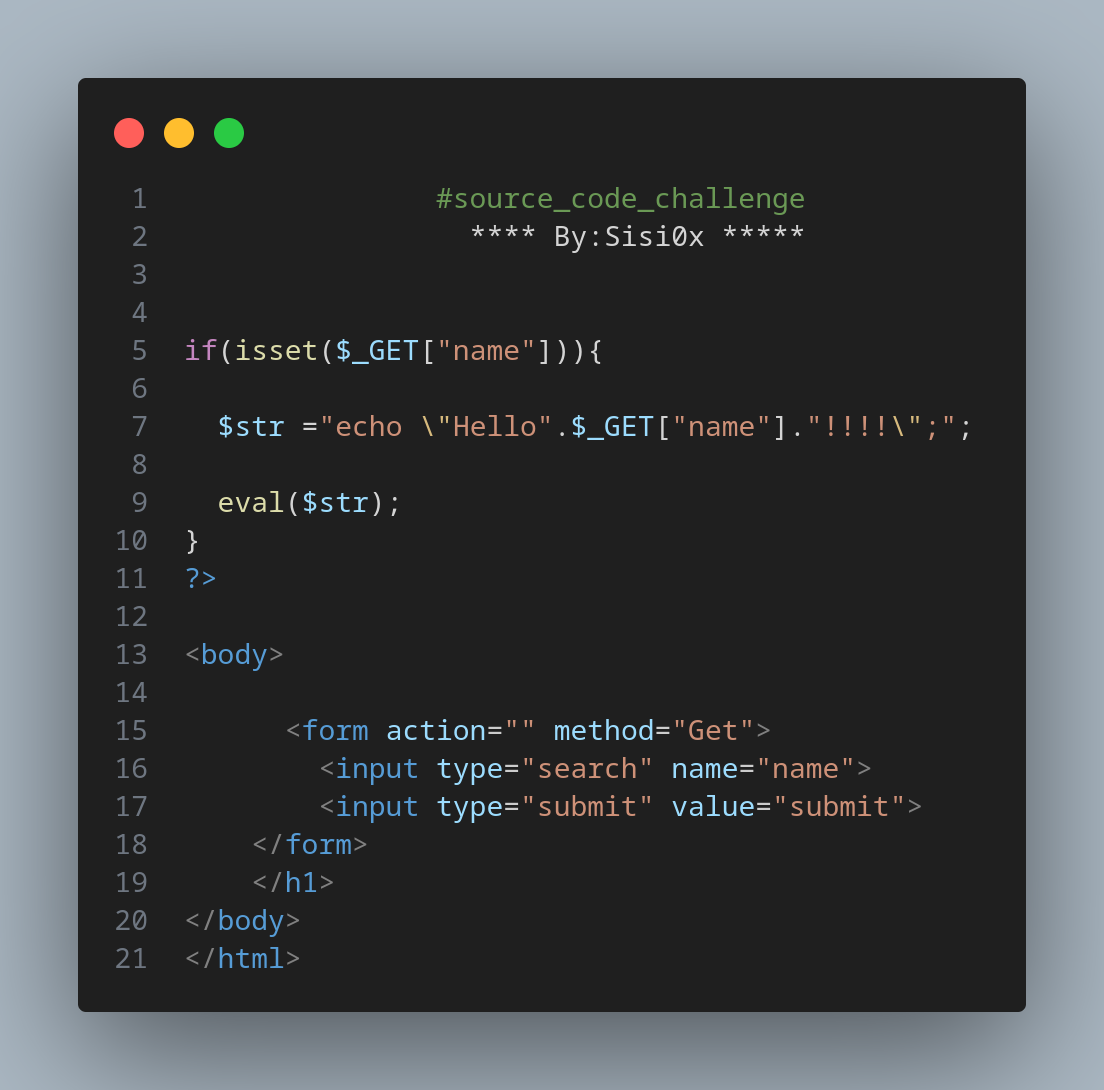 1 #source_code_challenge
2 **** By:Sisi0x *****
3
4
5 if(isset($_GET["name"])){
6
7 $str ="echo \"Hello".$_GET["name"]."!!!!\";";
8
9 eval($str);
10 }
11 ?>
12
13 <body>
14
15 <form action="" method="Get">
16 <input type="search" name="name">
17 <input type="submit" value="submit">
18 </form>
19 </h1>
20 </body>
21 </html>